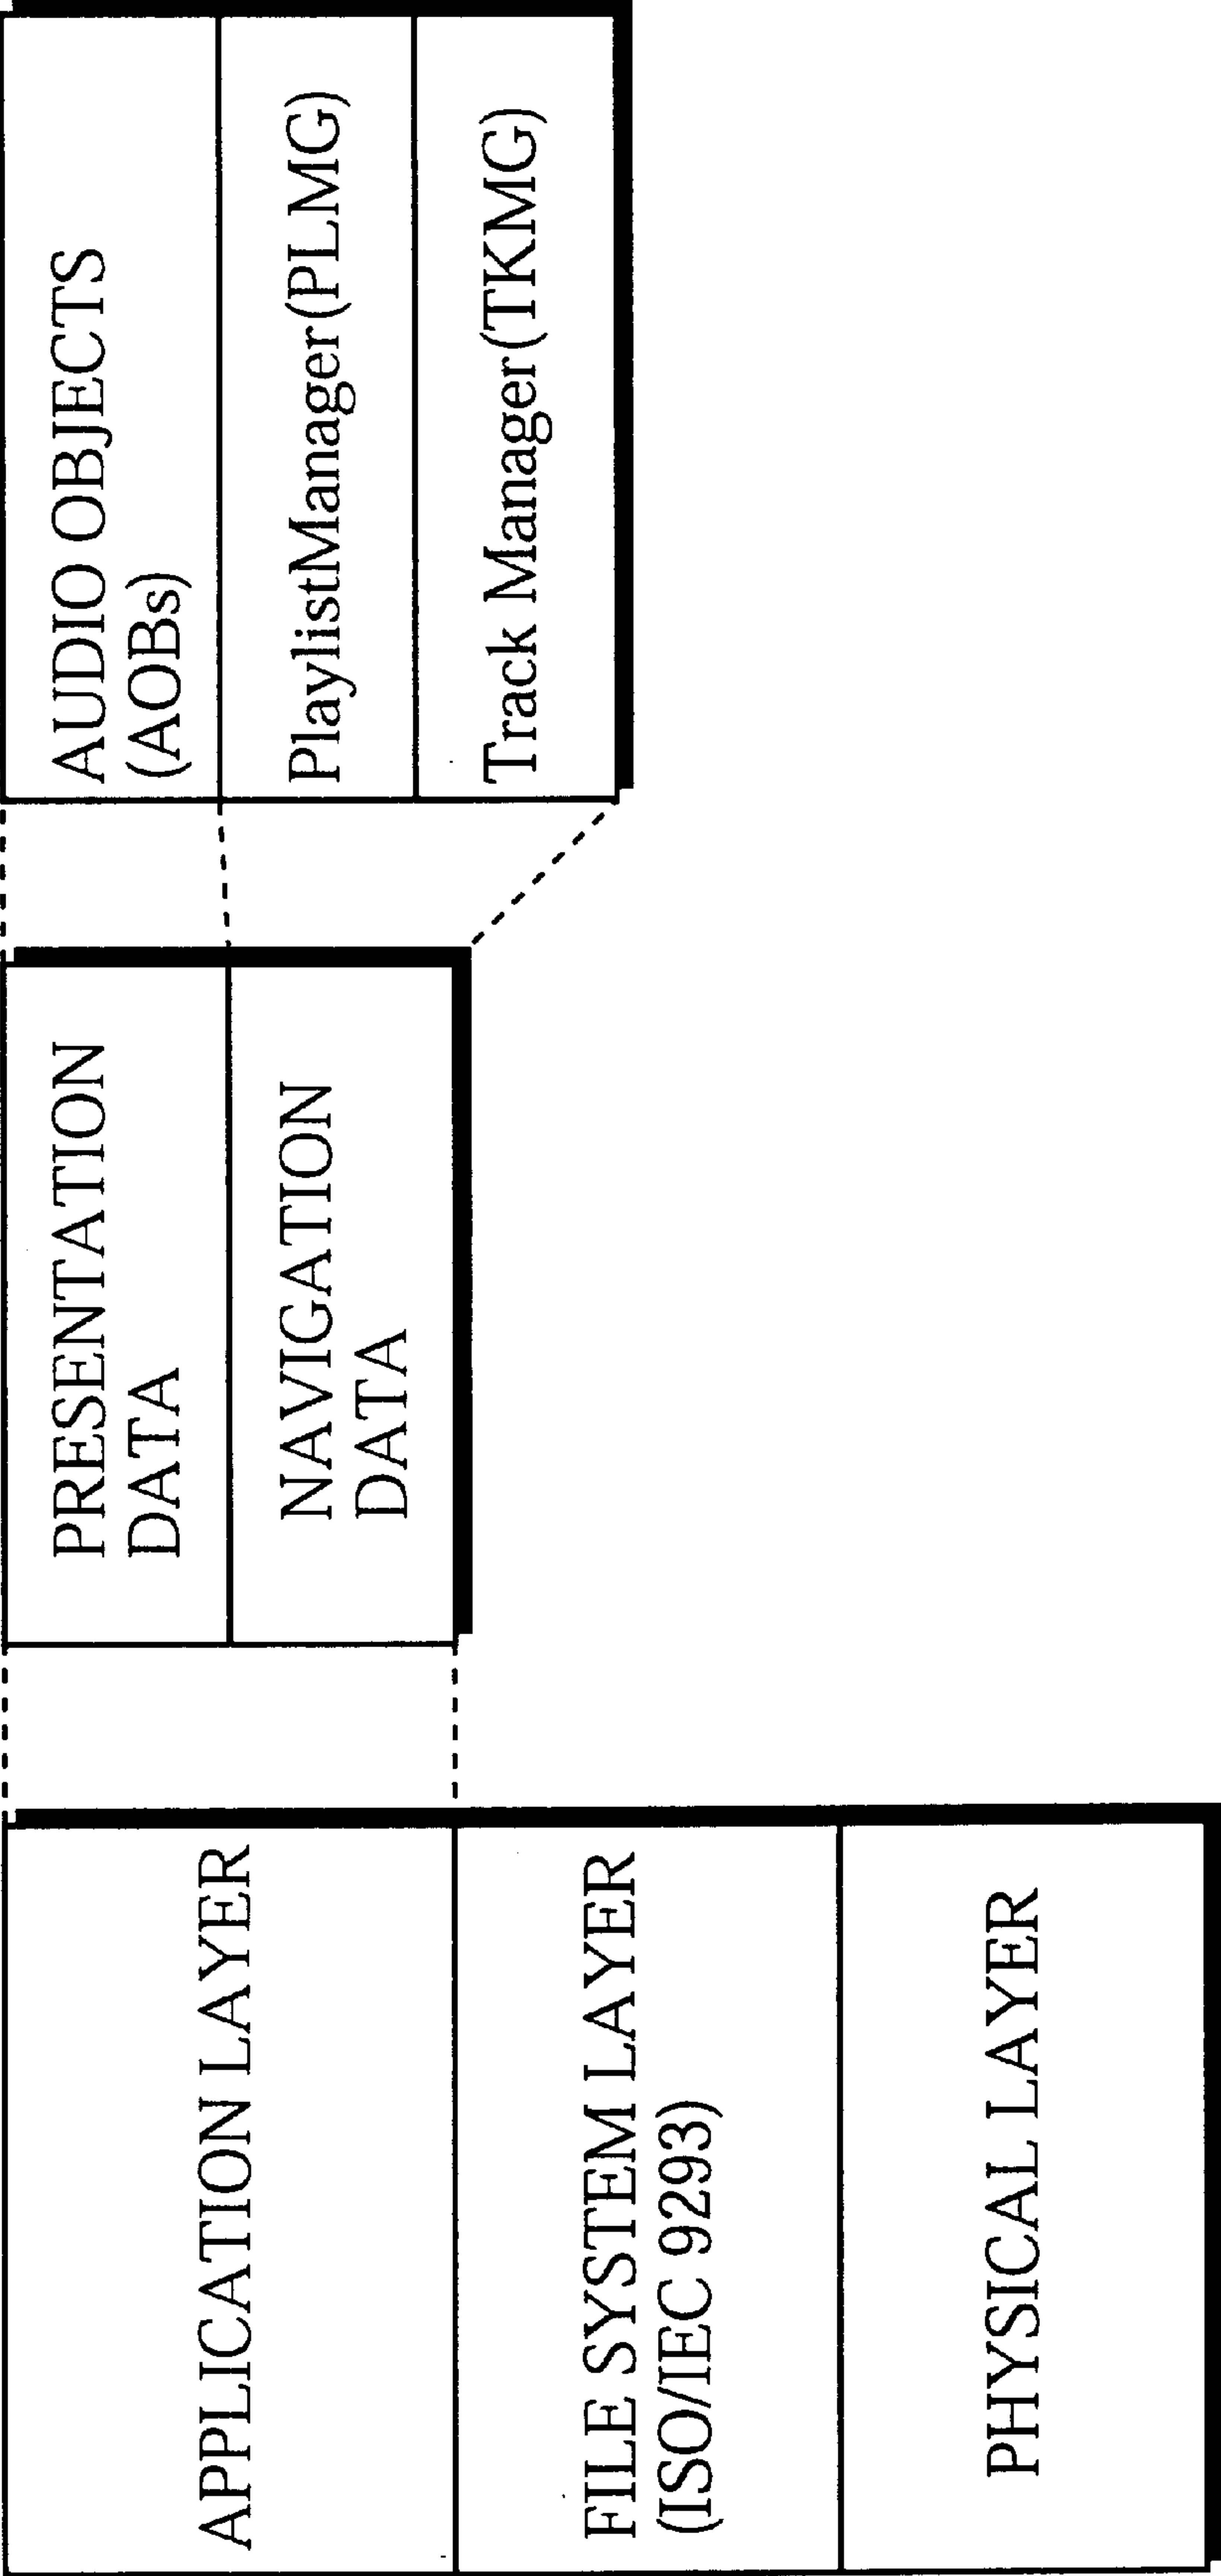 APPLICATION LAYER
FILE SYSTEM LAYER
(ISO/IEC 9293)
PHYSICAL LAYER
PRESENTATION
DATA
NAVIGATION
DATA
AUDIO OBJECTS
(AOBs)
PlaylistManager(PLMG)
Track Manager(TKMG)